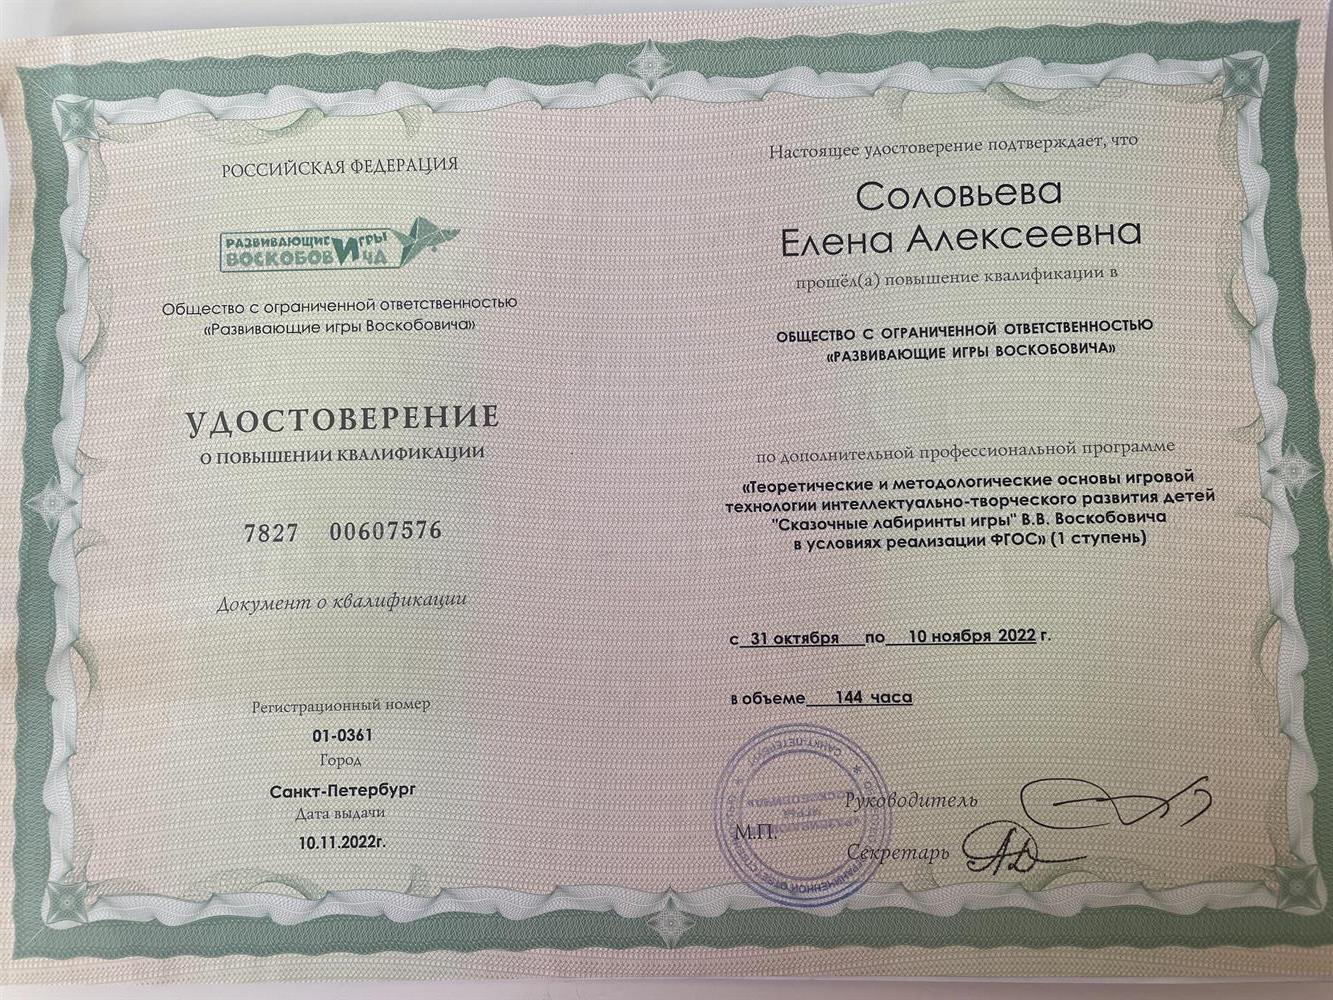 РОССИЙСКАЯ ФЕДЕРАЦИЯ
РАЗВИВАЮЩИЕ ИГРЫ
ВОСКОБОВИЧА
Общество с ограниченной ответственностью
«Развивающие игры Воскобовича»
УДОСТОВЕРЕНИЕ
О ПОВЫШЕНИИ КВАЛИФИКАЦИИ
7827 00607576
Документ о квалификации
Регистрационный номер
01-0361
Город
Санкт-Петербург
Дата выдачи
10.11.2022г.
Настоящее удостоверение подтверждает, что
Соловьева
Елена Алексеевна
прошёл(а) повышение квалификации в
ОБЩЕСТВО С ОГРАНИЧЕННОЙ ОТВЕТСТВЕННОСТЬЮ
«РАЗВИВАЮЩИЕ ИГРЫ ВОСКОБОВИЧА»
по дополнительной профессиональной программе
«Теоретические и методологические основы игровой
технологии интеллектуально-творческого развития детей
"Сказочные лабиринты игры" В.В. Воскобовича
в условиях реализации ФГОС» (1 ступень)
с 31 октября по 10 ноября 2022 г.
в объеме 144 часа
Руководитель
М.П.
Секретарь